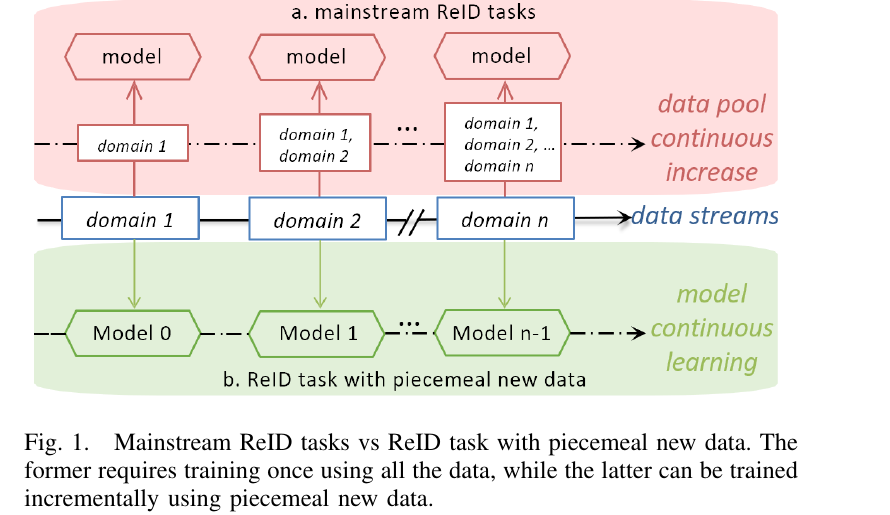 a. mainstream ReID tasks
model
model
model
domain 1
domain 1,
domain 2
...
domain 1,
domain 2, ...
domain n
data pool
continuous
increase
domain 1
domain 2
domain n
data streams
Model 0
Model 1
...
Model n-1
model
continuous
learning
b. ReID task with piecemeal new data
Fig. 1. Mainstream ReID tasks vs ReID task with piecemeal new data. The
former requires training once using all the data, while the latter can be trained
incrementally using piecemeal new data.